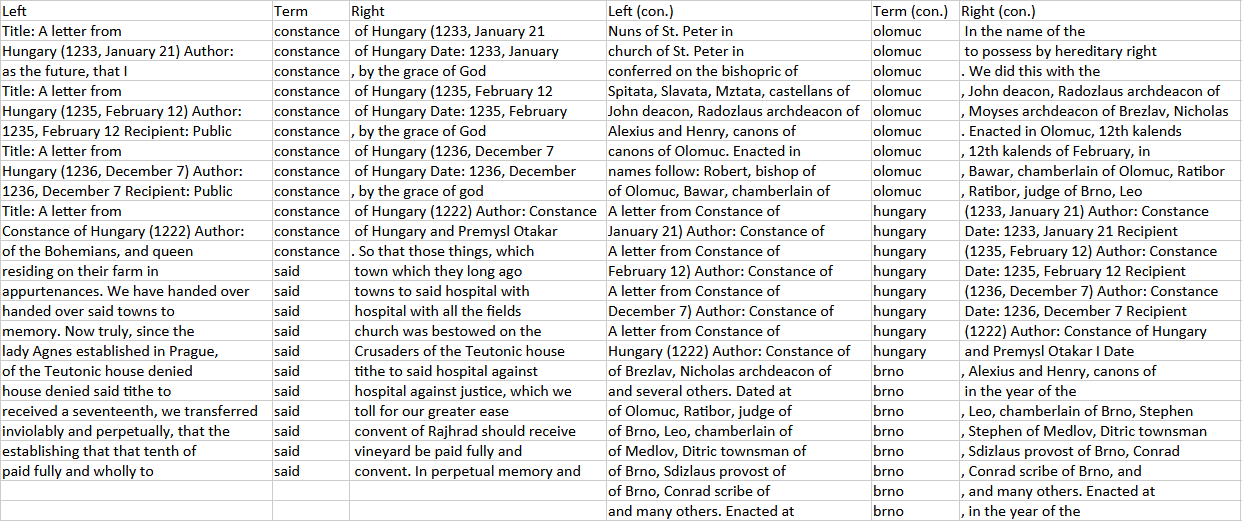 Left Term Right Left (con.) Term (con.) Right (con.)
Title: A letter from constance of Hungary (1233, January 21 Nuns of St. Peter in olomuc In the name of the
Hungary (1233, January 21) Author: constance of Hungary Date: 1233, January church of St. Peter in olomuc to possess by hereditary right
as the future, that I constance , by the grace of God conferred on the bishopric of olomuc . We did this with the
Title: A letter from constance of Hungary (1235, February 12 Spitata, Slavata, Mztata, castellans of olomuc , John deacon, Radozlaus archdeacon of
Hungary (1235, February 12) Author: constance of Hungary Date: 1235, February John deacon, Radozlaus archdeacon of olomuc , Moyses archdeacon of Brezlav, Nicholas
1235, February 12 Recipient: Public constance , by the grace of God Alexius and Henry, canons of olomuc . Enacted in Olomuc, 12th kalends
Title: A letter from constance of Hungary (1236, December 7 canons of Olomuc. Enacted in olomuc , 12th kalends of February, in
Hungary (1236, December 7) Author: constance of Hungary Date: 1236, December names follow: Robert, bishop of olomuc , Bawar, chamberlain of Olomuc, Ratibor
1236, December 7 Recipient: Public constance , by the grace of god of Olomuc, Bawar, chamberlain of olomuc , Ratibor, judge of Brno, Leo
Title: A letter from constance of Hungary (1222) Author: Constance A letter from Constance of hungary (1233, January 21) Author: Constance
Constance of Hungary (1222) Author: constance of Hungary and Premysl Otakar January 21) Author: Constance of hungary Date: 1233, January 21 Recipient
of the Bohemians, and queen constance . So that those things, which A letter from Constance of hungary (1235, February 12) Author: Constance
residing on their farm in said town which they long ago February 12) Author: Constance of hungary Date: 1235, February 12 Recipient
appurtenances. We have handed over said towns to said hospital with A letter from Constance of hungary (1236, December 7) Author: Constance
handed over said towns to said hospital with all the fields December 7) Author: Constance of hungary Date: 1236, December 7 Recipient
memory. Now truly, since the said church was bestowed on the A letter from Constance of hungary (1222) Author: Constance of Hungary
lady Agnes established in Prague, said Crusaders of the Teutonic house Hungary (1222) Author: Constance of hungary and Premysl Otakar I Date
of the Teutonic house denied said tithe to said hospital against of Brezlav, Nicholas archdeacon of brno , Alexius and Henry, canons of
house denied said tithe to said hospital against justice, which we and several others. Dated at brno in the year of the
received a seventeenth, we transferred said toll for our greater ease of Olomuc, Ratibor, judge of brno , Leo, chamberlain of Brno, Stephen
inviolably and perpetually, that the said convent of Rajhrad should receive of Brno, Leo, chamberlain of brno , Stephen of Medlov, Ditric townsman
establishing that that tenth of said vineyard be paid fully and of Medlov, Ditric townsman of brno , Sdizlaus provost of Brno, Conrad
paid fully and wholly to said convent. In perpetual memory and of Brno, Sdizlaus provost of brno , Conrad scribe of Brno, and
of Brno, Conrad scribe of brno , and many others. Enacted at
and many others. Enacted at brno , in the year of the